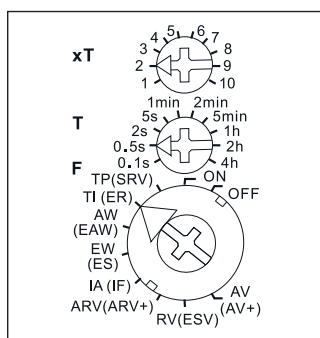 xT
1
2
3
4
5
6
7
8
9
10
T
0.1s
0.5s
2s
5s
1min
2min
5min
1h
2h
4h
F
TP(SRV)
TI (ER)
AW
(EAW)
EW
(ES)
IA (IF)
ARV(ARV+)
RV(ESV)
AV
(AV+)
OFF
ON